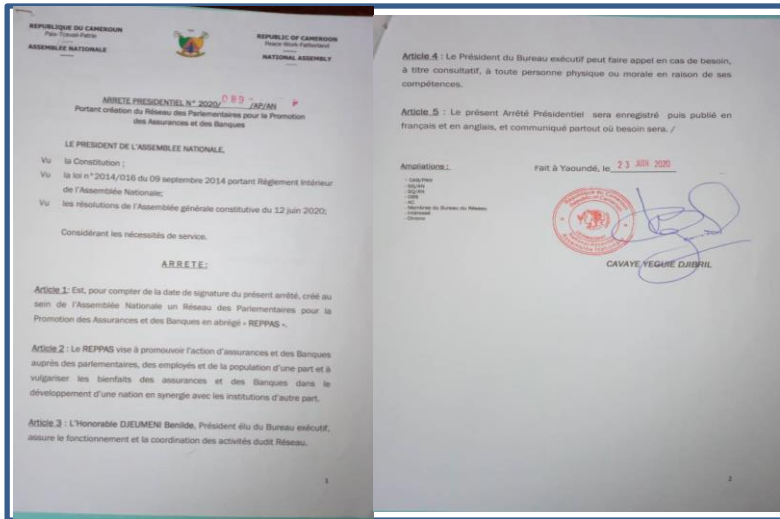 REPUBLIQUE DU CAMEROUN
Paix-Travail-Patrie
ASSEMBLEE NATIONALE
REPUBLIC OF CAMEROON
Peace-Work-Fatherland
NATIONAL ASSEMBLY
ARRETE PRESIDENTIEL N° 2020/ 089 /AP/AN P
Portant création du Réseau des Parlementaires pour la Promotion
des Assurances et des Banques
LE PRESIDENT DE L'ASSEMBLEE NATIONALE,
Vu la Constitution ;
Vu la loi n°2014/016 du 09 septembre 2014 portant Règlement Intérieur
de l'Assemblée Nationale;
Vu les résolutions de l'Assemblée générale constitutive du 12 juin 2020;
Considérant les nécessités de service.
ARRETE:
Article 1: Est, pour compter de la date de signature du présent arrêté, créé au
sein de l'Assemblée Nationale un Réseau des Parlementaires pour la
Promotion des Assurances et des Banques en abrégé « REPPAS ».
Article 2 : Le REPPAS vise à promouvoir l'action d'assurances et des Banques
auprès des parlementaires, des employés et de la population d'une part et à
vulgariser les bienfaits des assurances et des Banques dans le
développement d'une nation en synergie avec les institutions d'autre part.
Article 3 : L'Honorable DJEUMENI Benilde, Président élu du Bureau exécutif,
assure le fonctionnement et la coordination des activités dudit Réseau.
1
Article 4 : Le Président du Bureau exécutif peut faire appel en cas de besoin,
à titre consultatif, à toute personne physique ou morale en raison de ses
compétences.
Article 5 : Le présent Arrêté Présidentiel sera enregistré puis publié en
français et en anglais, et communiqué partout où besoin sera. /
Ampliations :
- CAB/PAN
- SG/AN
- Membres du Bureau du Réseau
- Intéressé
- Chrono
Fait à Yaoundé, le 23 JUIN 2020
CAVAYE YEGUIE DJIBRIL
2